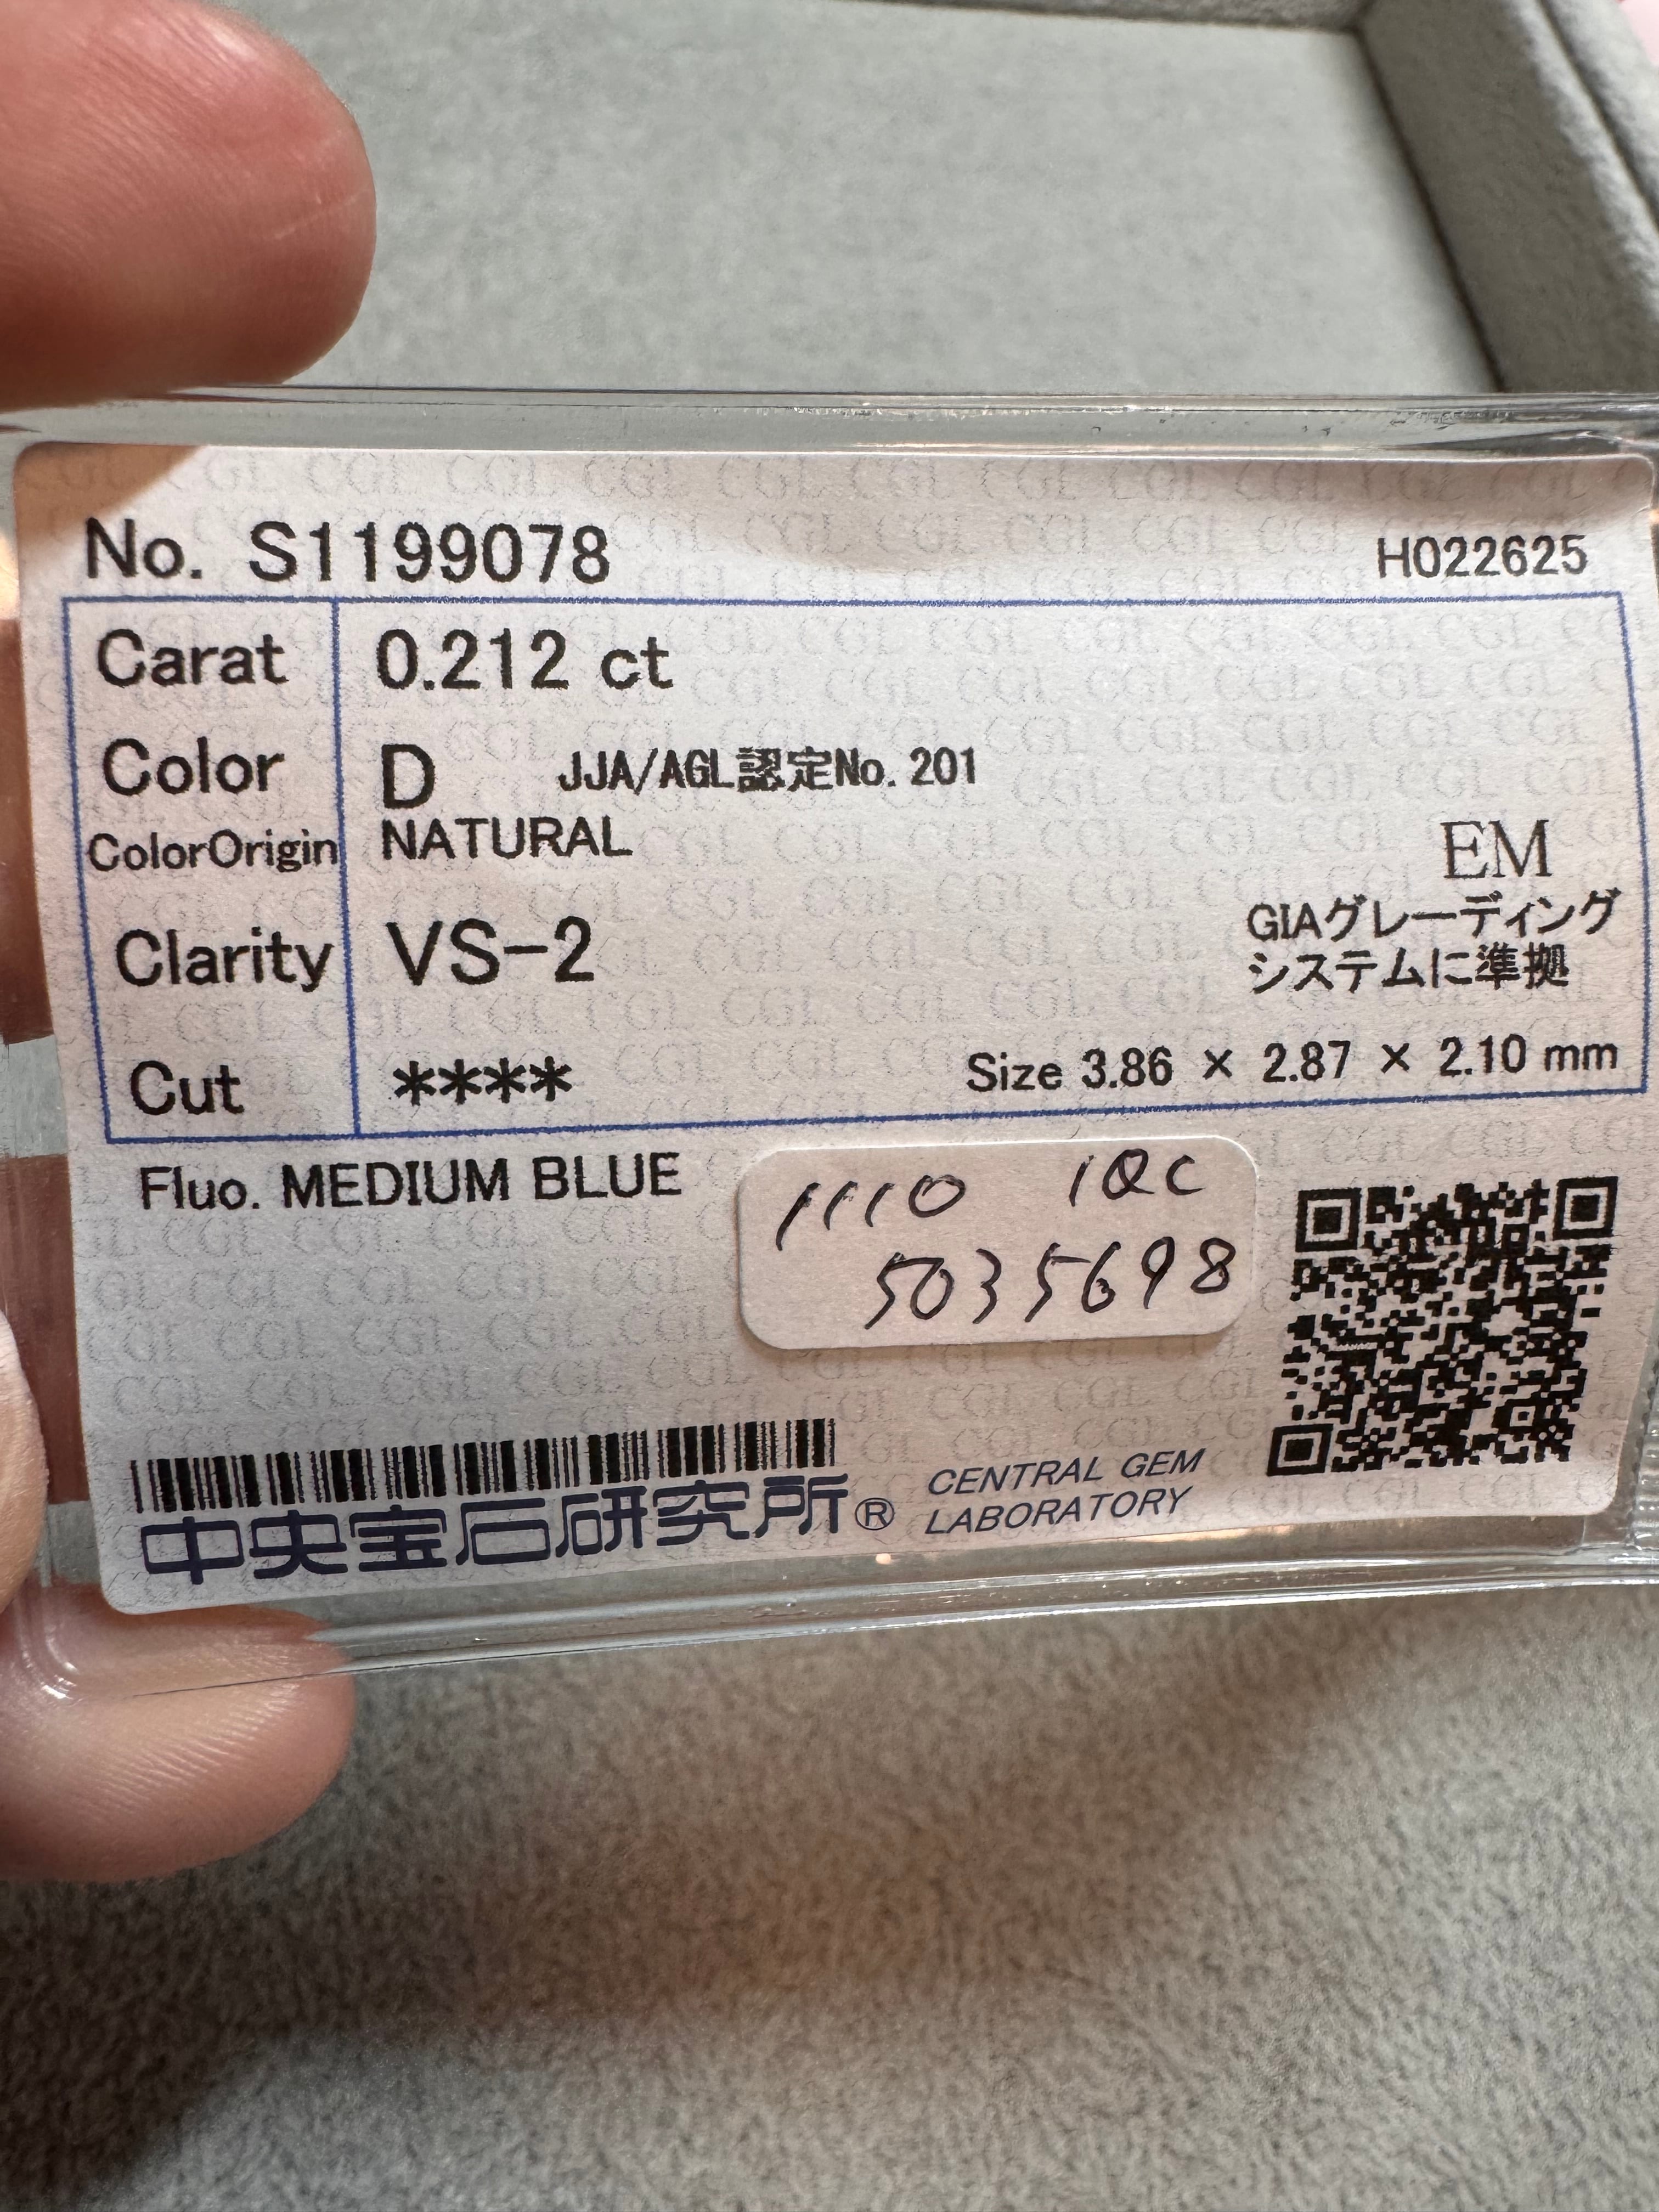 No. S1199078 H022625
Carat 0.212 ct
Color D JJA/AGL認定No. 201
ColorOrigin NATURAL
EM
Clarity VS-2
GIAグレーディング
システムに準拠
Cut **** Size 3.86 × 2.87 × 2.10 mm
Fluo. MEDIUM BLUE
1110 1QC
5035698
中央宝石研究所® CENTRAL GEM
LABORATORY